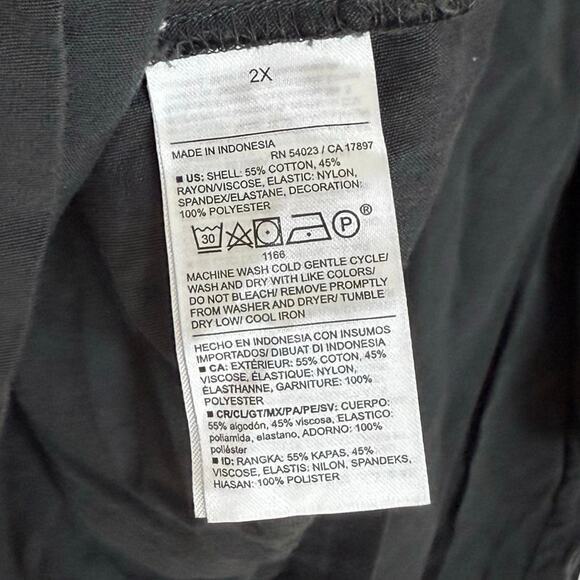 2X
MADE IN INDONESIA
RN 54023 / CA 17897
■ US: SHELL: 55% COTTON, 45%
RAYON/VISCOSE, ELASTIC: NYLON,
SPANDEX/ELASTANE, DECORATION:
100% POLYESTER
30
P
®
1166
MACHINE WASH COLD GENTLE CYCLE/
WASH AND DRY WITH LIKE COLORS/
DO NOT BLEACH/ REMOVE PROMPTLY
FROM WASHER AND DRYER/ TUMBLE
DRY LOW/ COOL IRON
HECHO EN INDONESIA CON INSUMOS
IMPORTADOS/ DIBUAT DI INDONESIA
■ CA: EXTÉRIEUR: 55% COTON, 45%
VISCOSE, ÉLASTIQUE: NYLON,
ÉLASTHANNE, GARNITURE: 100%
POLYESTER
■ CR/CL/GT/MX/PA/PE/SV: CUERPO:
55% algodón, 45% viscosa, ELASTICO:
poliamida, elastano, ADORNO: 100%
poliéster
■ ID: RANGKA: 55% KAPAS, 45%
VISCOSE, ELASTIS: NILON, SPANDEKS,
HIASAN: 100% POLISTER